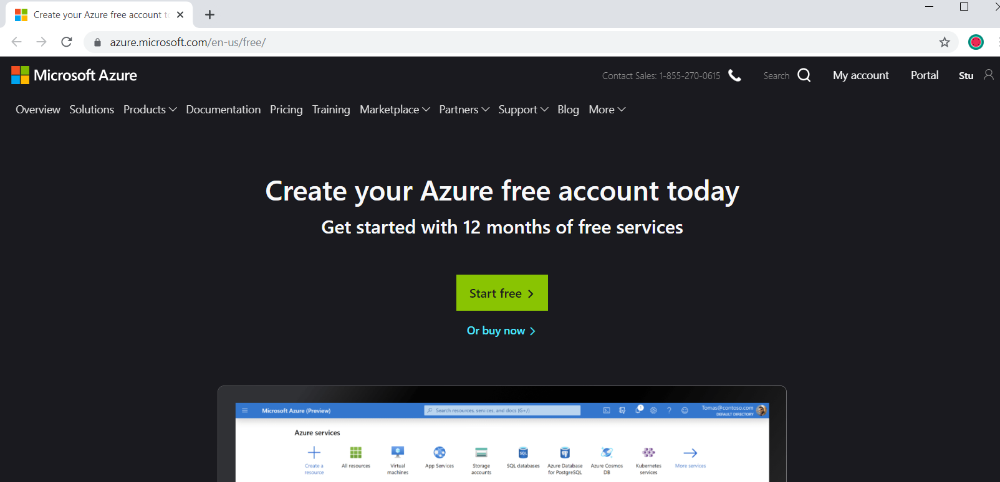 Create your Azure free account t
azure.microsoft.com/en-us/free/
Microsoft Azure
Contact Sales: 1-855-270-0615 Search My account Portal Stu
Overview Solutions Products Documentation Pricing Training Marketplace Partners Support Blog More
Create your Azure free account today
Get started with 12 months of free services
Start free
Or buy now
Microsoft Azure (Preview) Search resources, services, and docs (G+/) 1 Tomas@contoso.com
DEFAULT DIRECTORY
Azure services
Create a resource
All resources
Virtual machines
App Services
Storage accounts
SQL
SQL databases
Azure Database for PostgreSQL
Azure Cosmos DB
Kubernetes services
More services